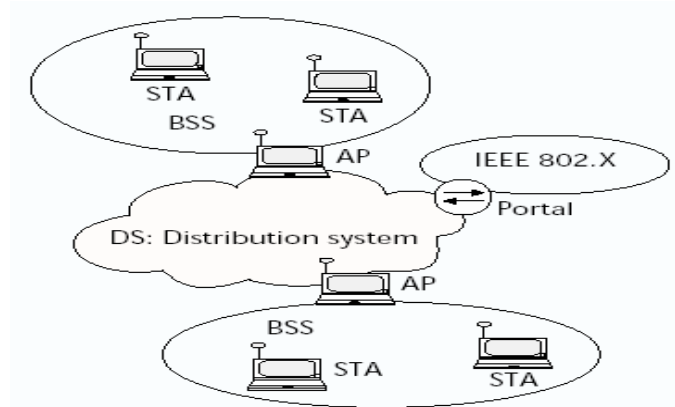 STA
STA
BSS
AP
IEEE 802.X
Portal
DS: Distribution system
AP
BSS
STA
STA